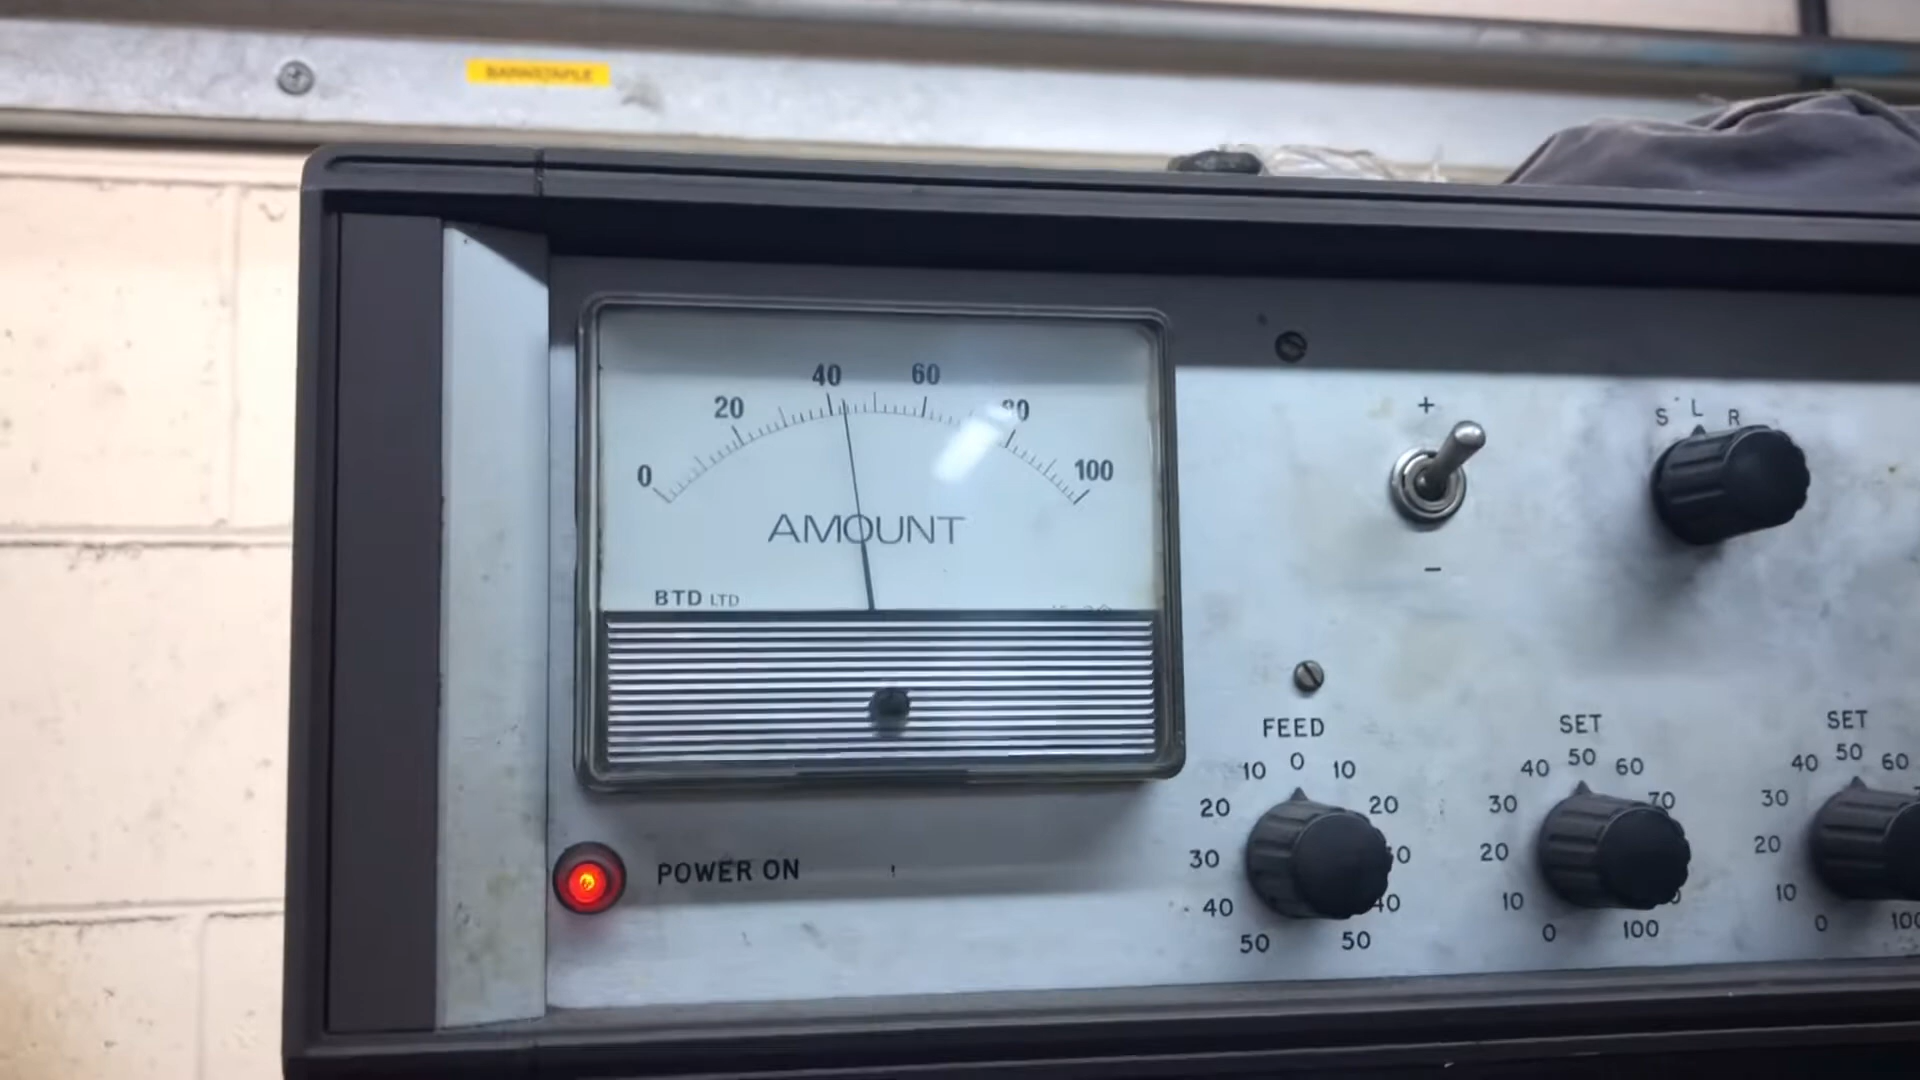 BARNSTAPLE
0 20 40 60 80 100
AMOUNT
BTD LTD
+
-
S L R
FEED
10 0 10
20 20
30
40 40
50 50
SET
40 50 60
30 70
20
10
0 100
SET
40 50 60
30
20
10
0 100
POWER ON